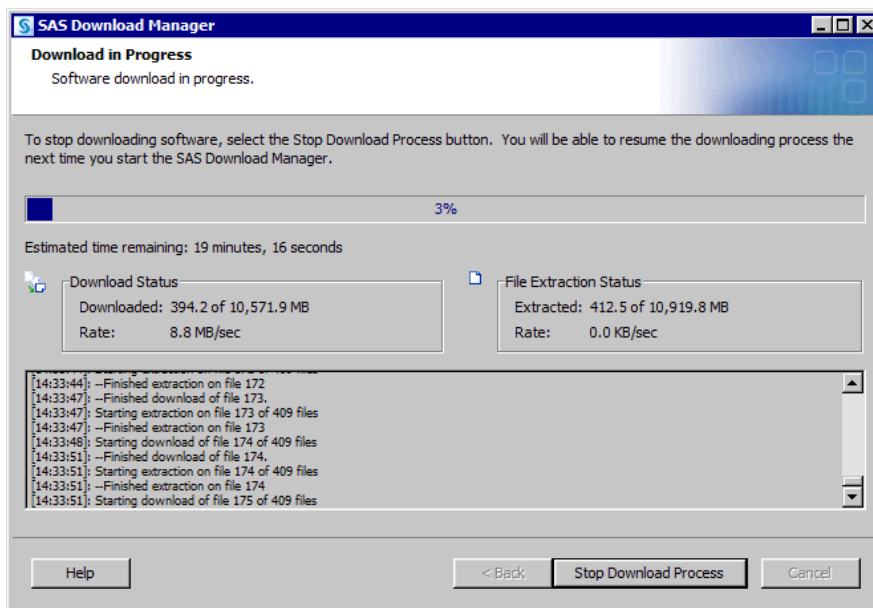 SAS Download Manager
Download in Progress
Software download in progress.
To stop downloading software, select the Stop Download Process button.  You will be able to resume the downloading process the
next time you start the SAS Download Manager.
3%
Estimated time remaining: 19 minutes, 16 seconds
Download Status
Downloaded: 394.2 of 10,571.9 MB
Rate: 8.8 MB/sec
File Extraction Status
Extracted: 412.5 of 10,919.8 MB
Rate: 0.0 KB/sec
[14:33:44]: --Finished extraction on file 172
[14:33:47]: --Finished download of file 173.
[14:33:47]: Starting extraction on file 173 of 409 files
[14:33:47]: --Finished extraction on file 173
[14:33:48]: Starting download of file 174 of 409 files
[14:33:51]: --Finished download of file 174.
[14:33:51]: Starting extraction on file 174 of 409 files
[14:33:51]: --Finished extraction on file 174
[14:33:51]: Starting download of file 175 of 409 files
Help
< Back
Stop Download Process
Cancel